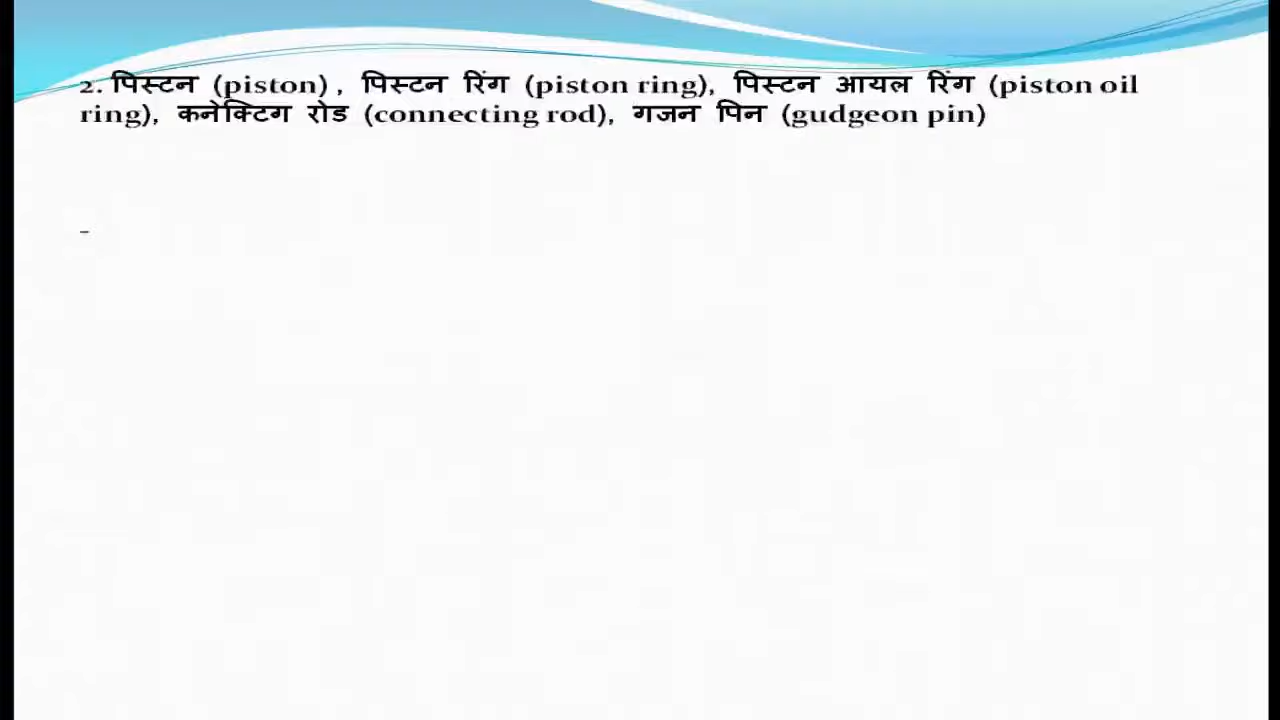 2. पिस्टन (piston) , पिस्टन रिंग (piston ring), पिस्टन आयल रिंग (piston oil
ring), कनेक्टिग रोड (connecting rod), गजन पिन (gudgeon pin)
–